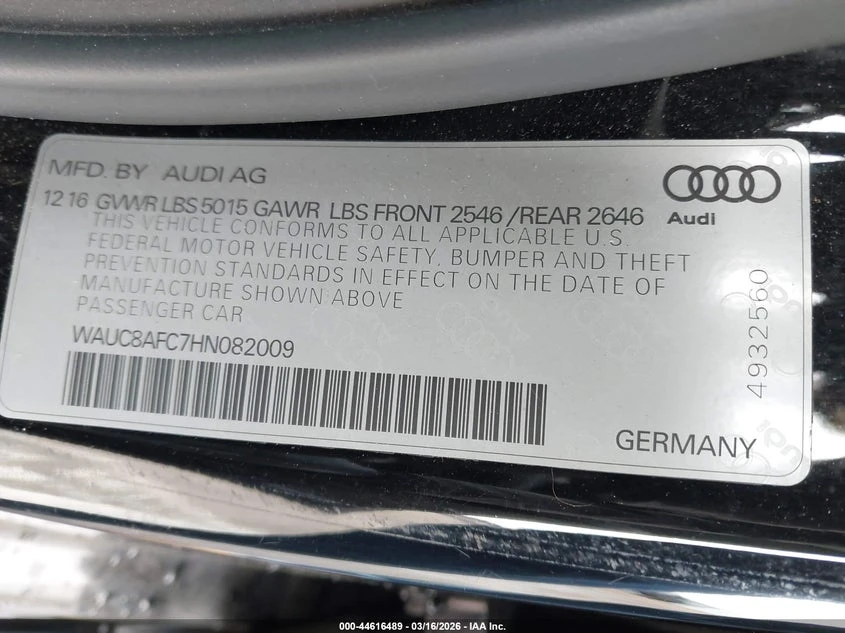 MFD. BY AUDI AG
12 16 GVWR LBS 5015 GAWR LBS FRONT 2546 /REAR 2646
THIS VEHICLE CONFORMS TO ALL APPLICABLE U.S.
FEDERAL MOTOR VEHICLE SAFETY, BUMPER AND THEFT
PREVENTION STANDARDS IN EFFECT ON THE DATE OF
MANUFACTURE SHOWN ABOVE
PASSENGER CAR
WAUC8AFC7HN082009
Audi
4932560
GERMANY
000-44616489 - 03/16/2026 - IAA Inc.